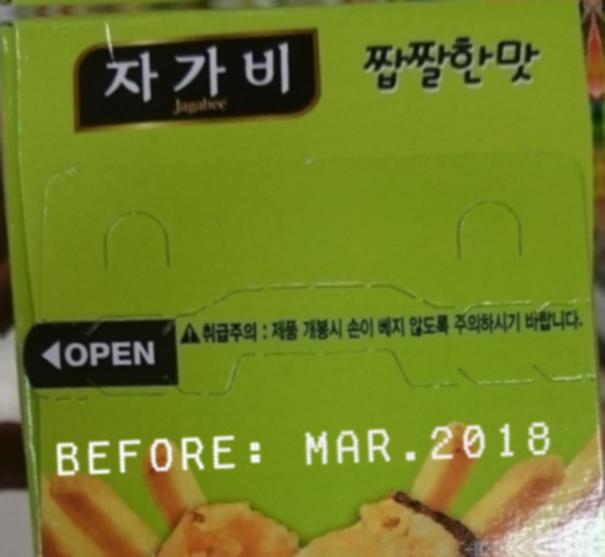 자가비 짭짤한맛
Jagabee
⚠취급주의 : 제품 개봉시 손이 베지 않도록 주의하시기 바랍니다.
◀OPEN
BEFORE: MAR.2018